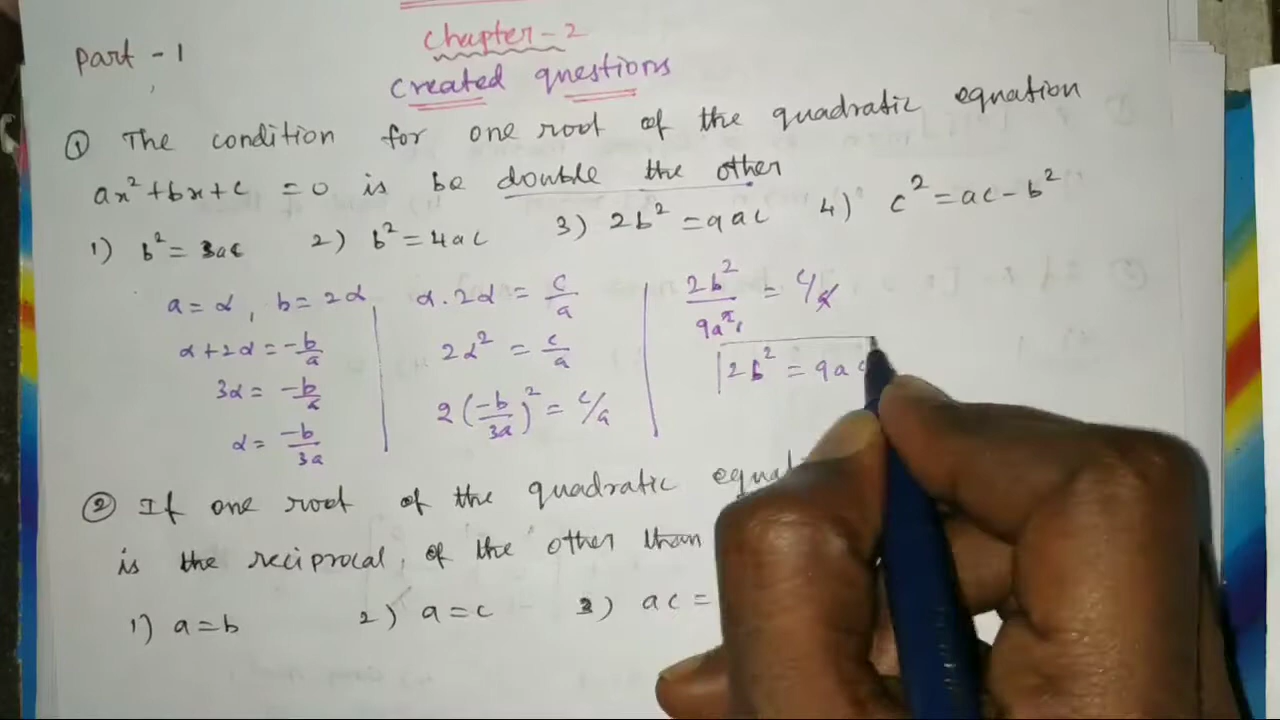 Part - 1
Chapter - 2
Created questions
① The condition for one root of the quadratic equation
ax² + bx + c = 0 is be double the other
1) b² = 3ac 2) b² = 4ac 3) 2b² = 9ac 4) c² = ac - b²
a = α, b = 2α
α + 2α = -b/a
3α = -b/a
α = -b/3a
α . 2α = c/a
2α² = c/a
2(-b/3a)² = c/a
2b²/9a² = c/a
2b² = 9a
② If one root of the quadratic
is the reciprocal, of the other than
1) a = b 2) a = c 3) ac =